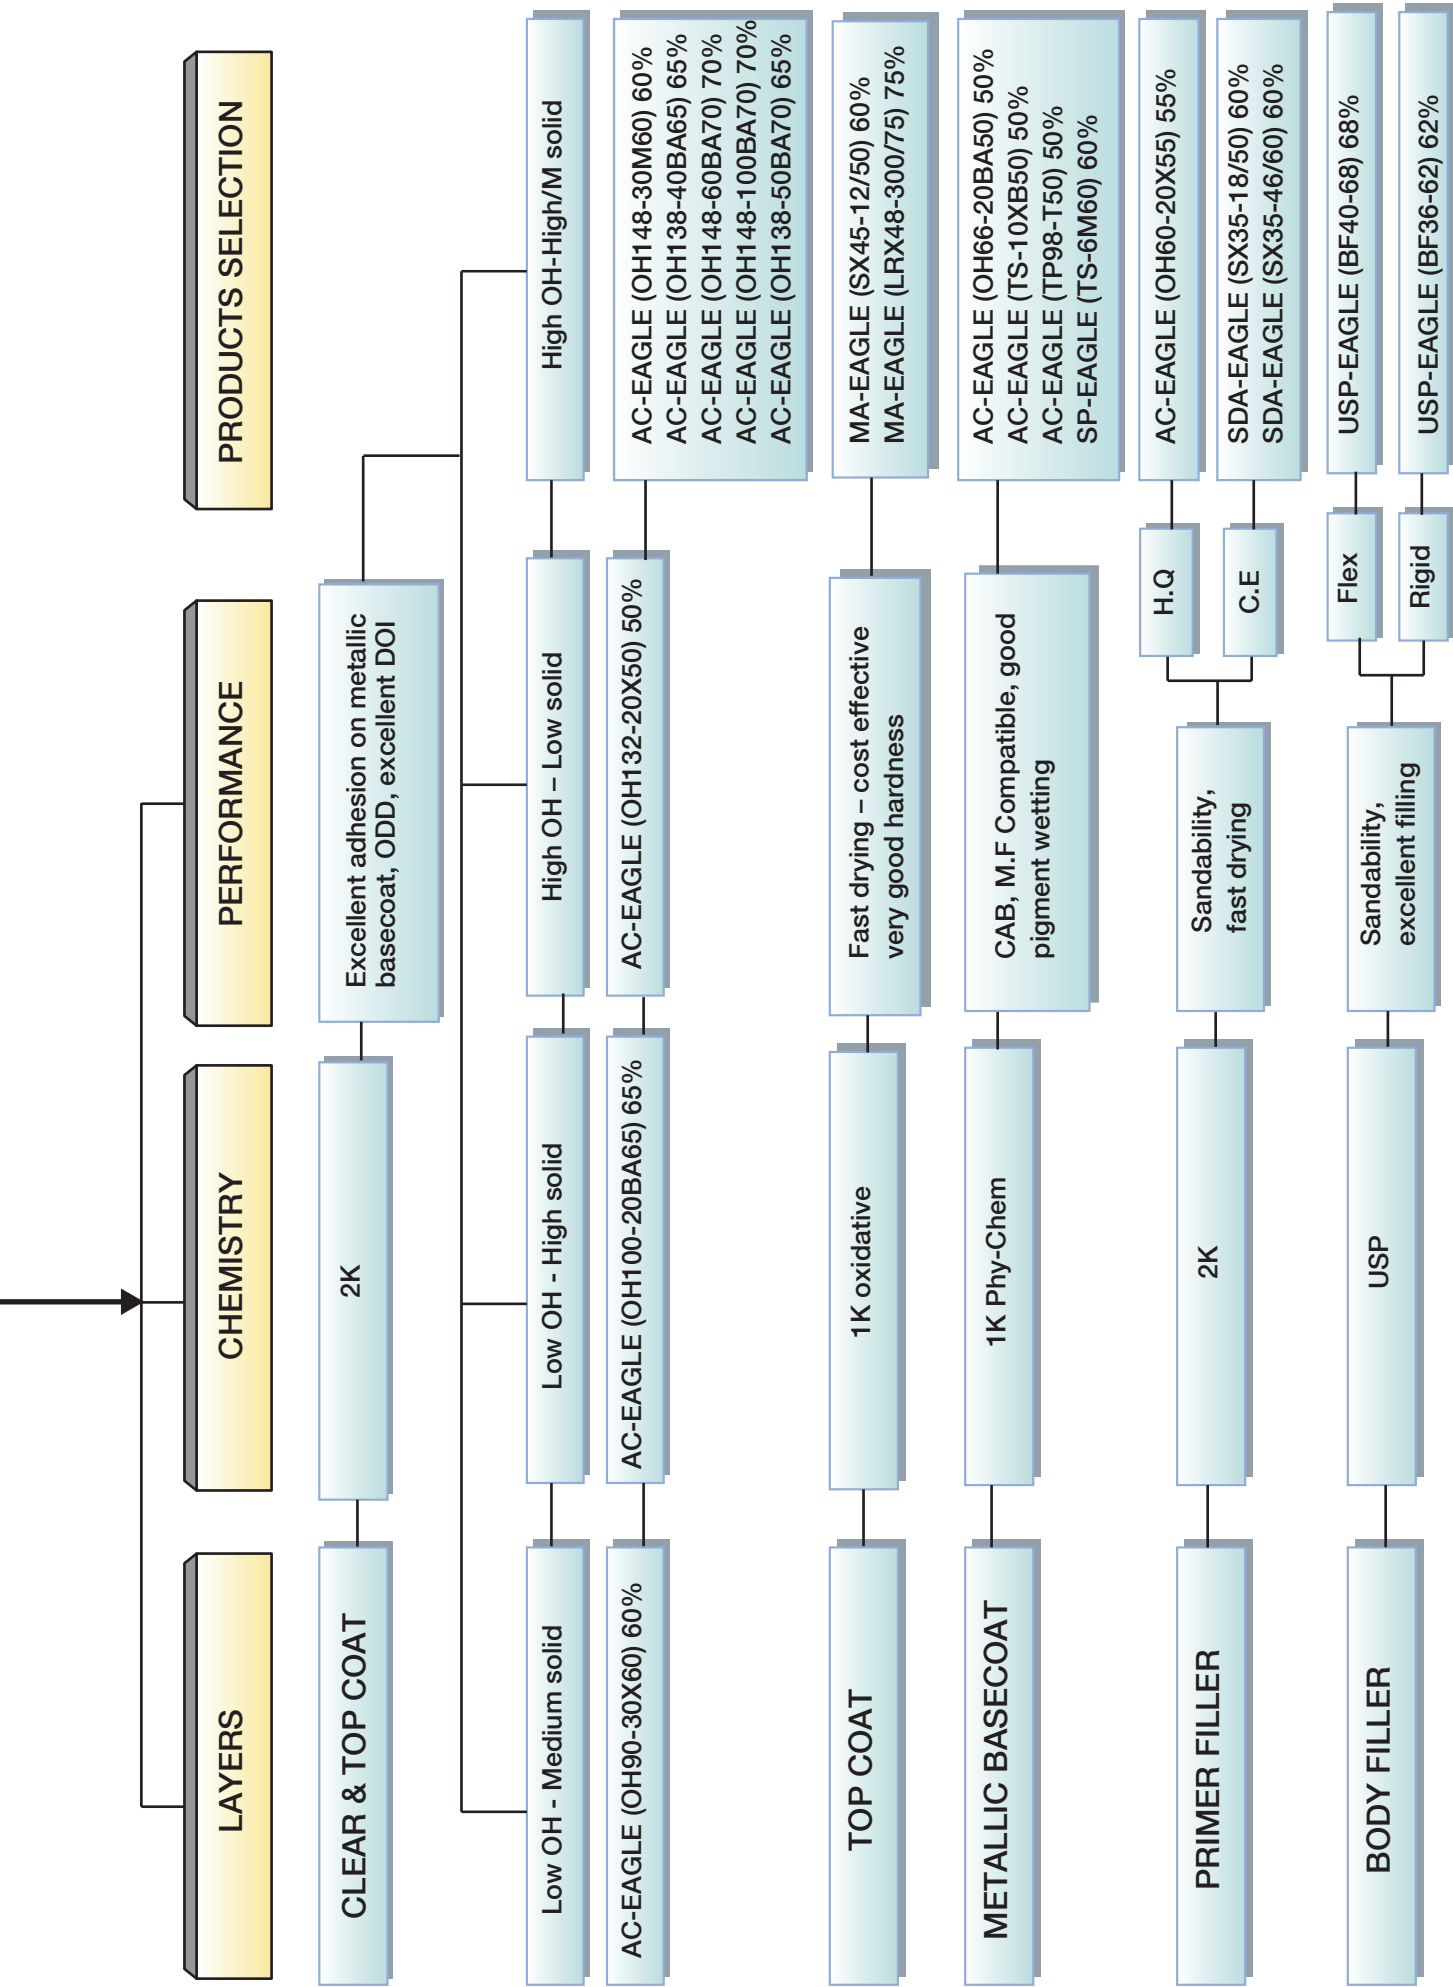 LAYERS
CHEMISTRY
PERFORMANCE
PRODUCTS SELECTION
CLEAR & TOP COAT
2K
Excellent adhesion on metallic
basecoat, ODD, excellent DOI
Low OH - Medium solid
Low OH - High solid
High OH – Low solid
High OH-High/M solid
AC-EAGLE (OH90-30X60) 60%
AC-EAGLE (OH100-20BA65) 65%
AC-EAGLE (OH132-20X50) 50%
AC-EAGLE (OH148-30M60) 60%
AC-EAGLE (OH138-40BA65) 65%
AC-EAGLE (OH148-60BA70) 70%
AC-EAGLE (OH148-100BA70) 70%
AC-EAGLE (OH138-50BA70) 65%
TOP COAT
1K oxidative
Fast drying – cost effective
very good hardness
MA-EAGLE (SX45-12/50) 60%
MA-EAGLE (LRX48-300/75) 75%
METALLIC BASECOAT
1K Phy-Chem
CAB, M.F Compatible, good
pigment wetting
AC-EAGLE (OH66-20BA50) 50%
AC-EAGLE (TS-10XB50) 50%
AC-EAGLE (TP98-T50) 50%
SP-EAGLE (TS-6M60) 60%
PRIMER FILLER
2K
Sandability,
fast drying
H.Q
AC-EAGLE (OH60-20X55) 55%
C.E
SDA-EAGLE (SX35-18/50) 60%
SDA-EAGLE (SX35-46/60) 60%
BODY FILLER
USP
Sandability,
excellent filling
Flex
USP-EAGLE (BF40-68) 68%
Rigid
USP-EAGLE (BF36-62) 62%